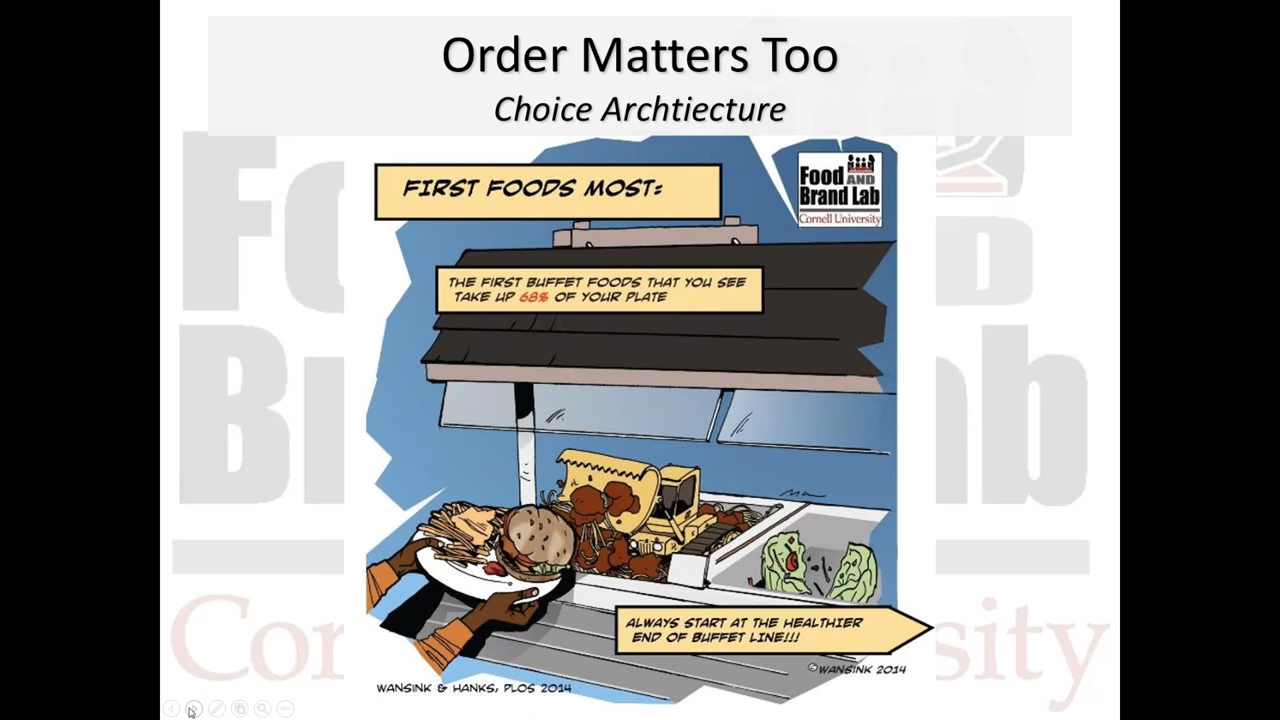 Order Matters Too
Choice Archtiecture
FIRST FOODS MOST:
Food AND
Brand Lab
Cornell University
THE FIRST BUFFET FOODS THAT YOU SEE
TAKE UP 68% OF YOUR PLATE
ALWAYS START AT THE HEALTHIER
END OF BUFFET LINE!!!
©WANSINK 2014
WANSINK & HANKS, PLOS 2014